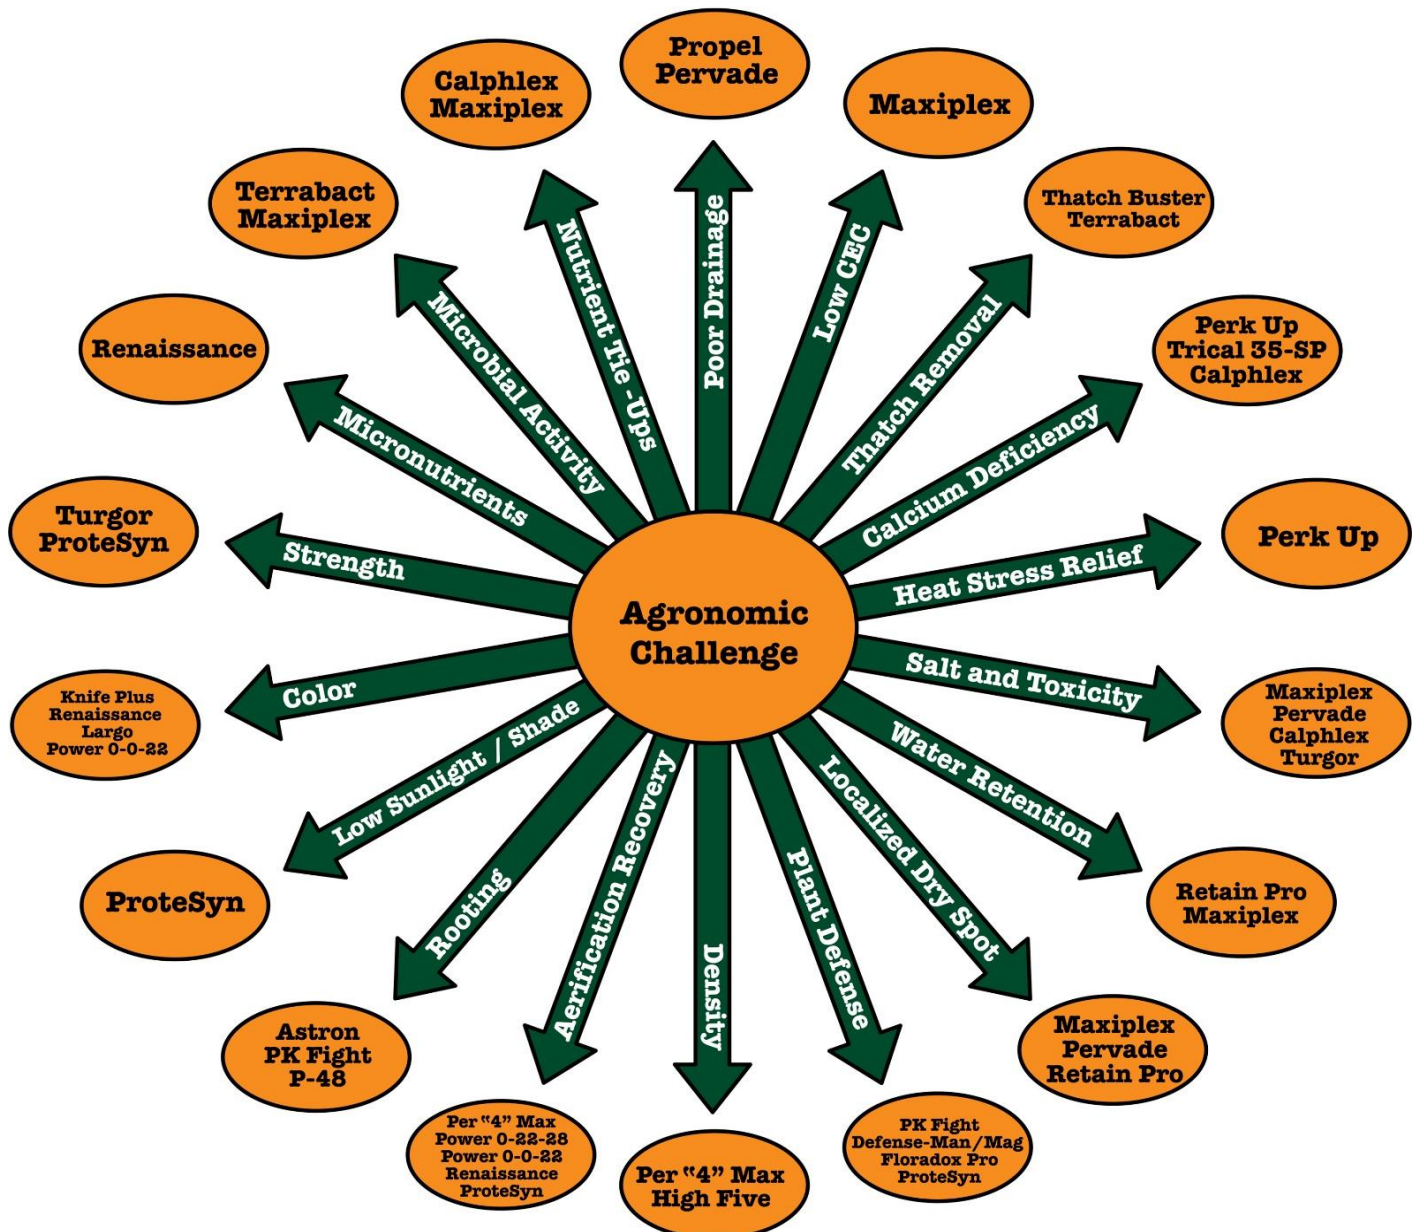 Propel
Pervade
Poor Drainage
Maxiplex
Low CEC
Thatch Buster
Terrabact
Thatch Removal
Perk Up
Trical 35-SP
Calphlex
Calcium Deficiency
Perk Up
Heat Stress Relief
Maxiplex
Pervade
Calphlex
Turgor
Salt and Toxicity
Retain Pro
Maxiplex
Water Retention
Maxiplex
Pervade
Retain Pro
Localized Dry Spot
PK Fight
Defense-Man/Mag
Floradox Pro
ProteSyn
Plant Defense
Per "4" Max
High Five
Density
Per "4" Max
Power 0-22-28
Power 0-0-22
Renaissance
ProteSyn
Aerification Recovery
Astron
PK Fight
P-48
Rooting
ProteSyn
Low Sunlight / Shade
Knife Plus
Renaissance
Largo
Power 0-0-22
Color
Turgor
ProteSyn
Strength
Renaissance
Micronutrients
Terrabact
Maxiplex
Microbial Activity
Calphlex
Maxiplex
Nutrient Tie-Ups
Agronomic
Challenge